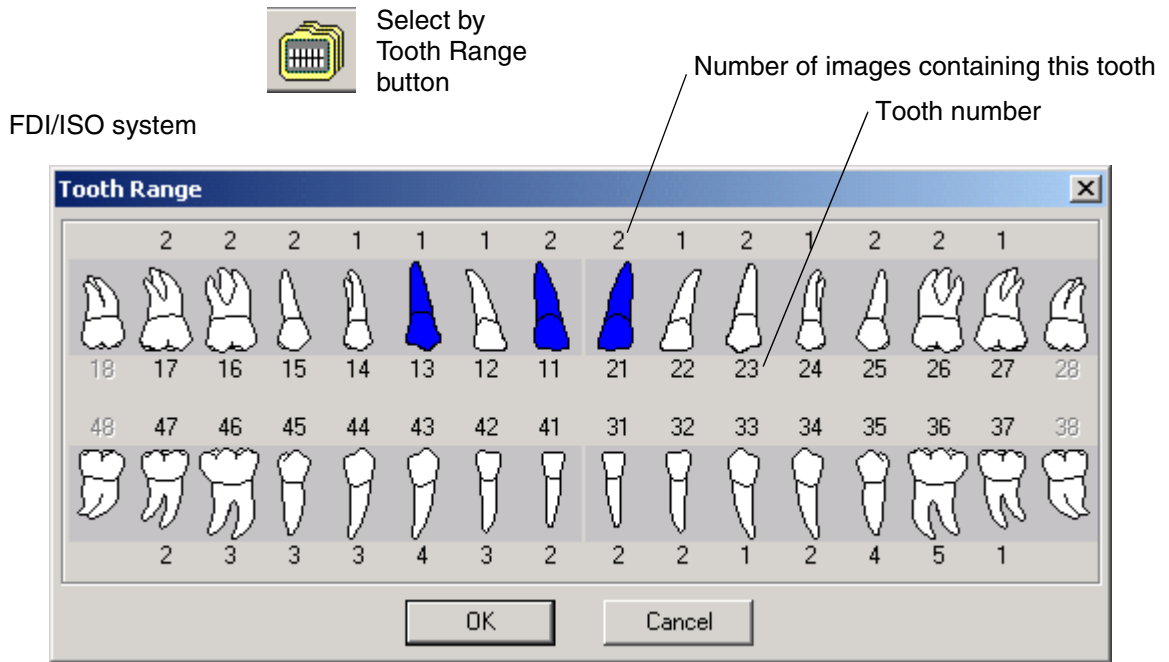 Select by
Tooth Range
button
Number of images containing this tooth
Tooth number
FDI/ISO system
Tooth Range
2 2 2 1 1 1 2 2 1 2 1 2 2 1
18 17 16 15 14 13 12 11 21 22 23 24 25 26 27 28
48 47 46 45 44 43 42 41 31 32 33 34 35 36 37 38
2 3 3 3 4 3 2 2 2 1 2 4 5 1
OK Cancel